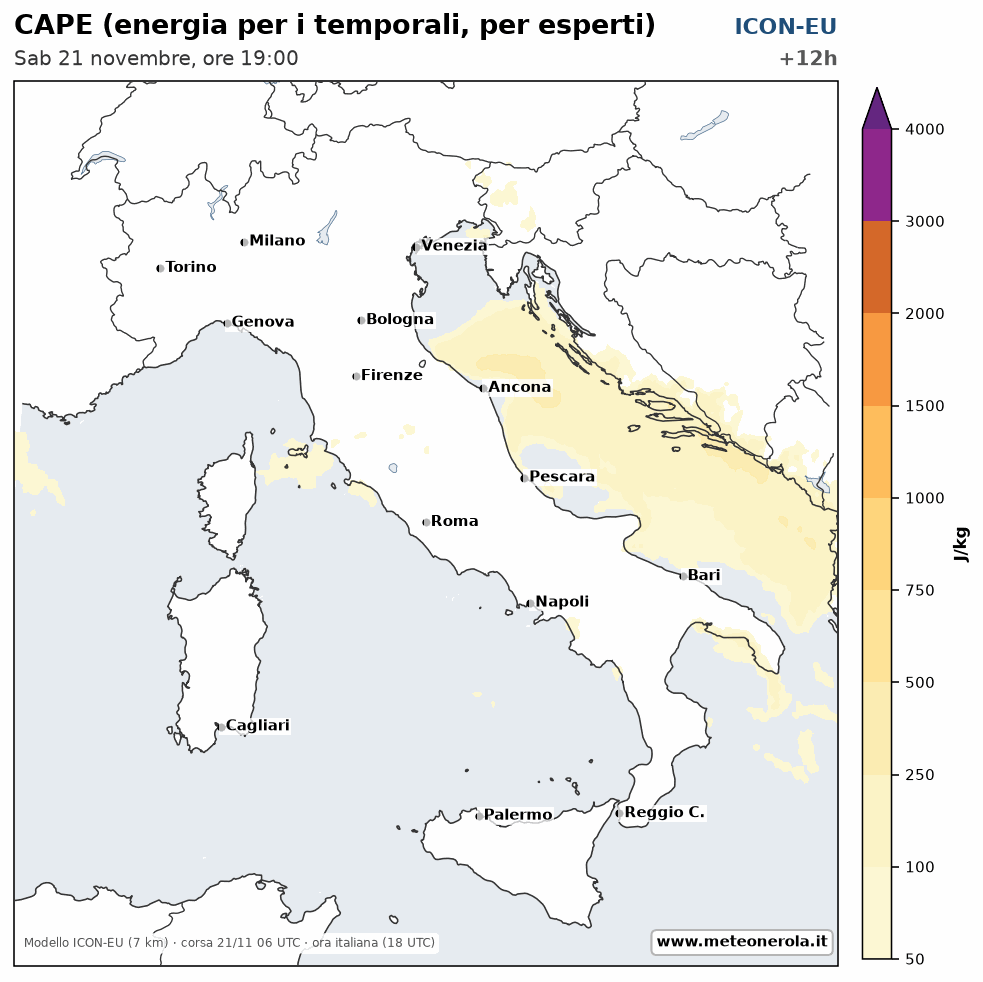 CAPE (energia per i temporali, per esperti)
ICON-EU
Sab 21 novembre, ore 19:00
+12h
4000
3000
2000
1500
1000
750
500
250
100
50
J/kg
Milano
Venezia
Torino
Genova
Bologna
Firenze
Ancona
Pescara
Roma
Bari
Napoli
Cagliari
Palermo
Reggio C.
Modello ICON-EU (7 km) · corsa 21/11 06 UTC · ora italiana (18 UTC)
www.meteonerola.it